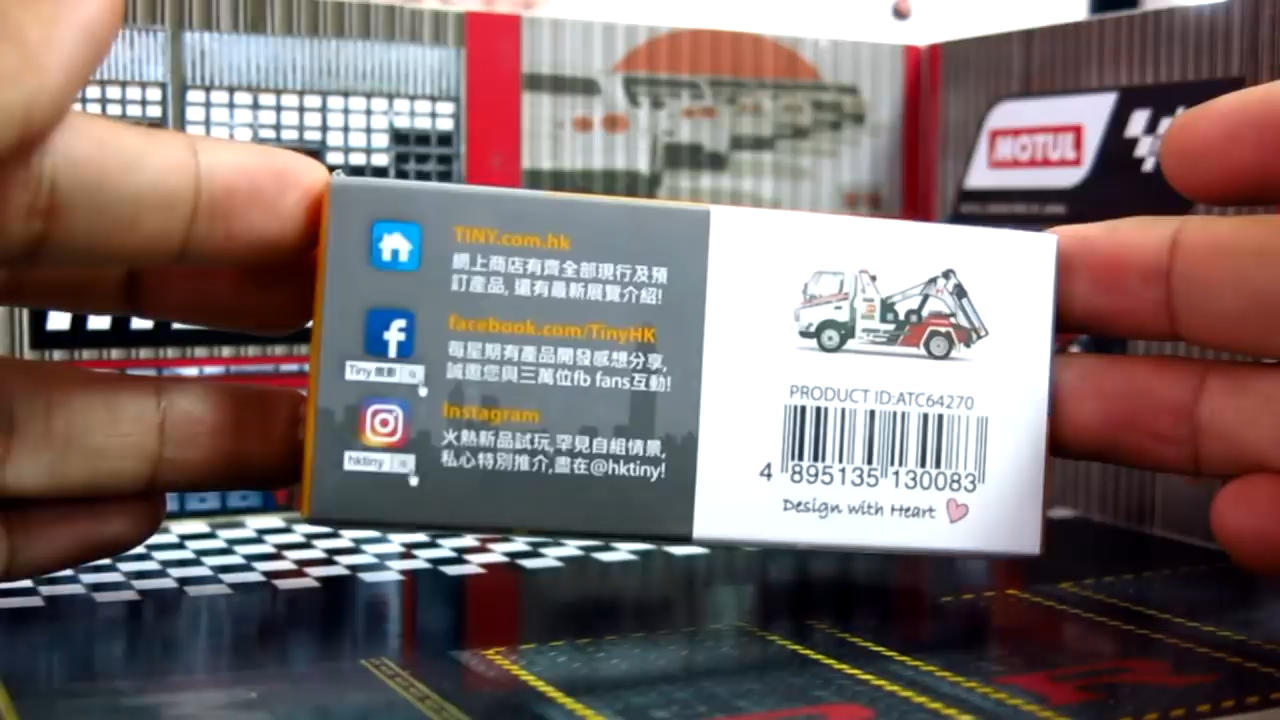 MOTUL
TINY.com.hk
網上商店有齊全部現行及預
訂產品, 還有最新展覽介紹!
facebook.com/TinyHK
每星期有產品開發感想分享,
誠邀您與三萬位fb fans互動!
Tiny 微影
Instagram
火熱新品試玩,罕見自組情景,
私心特別推介,盡在@hktiny!
hktiny
PRODUCT ID:ATC64270
4 895135 130083
Design with Heart